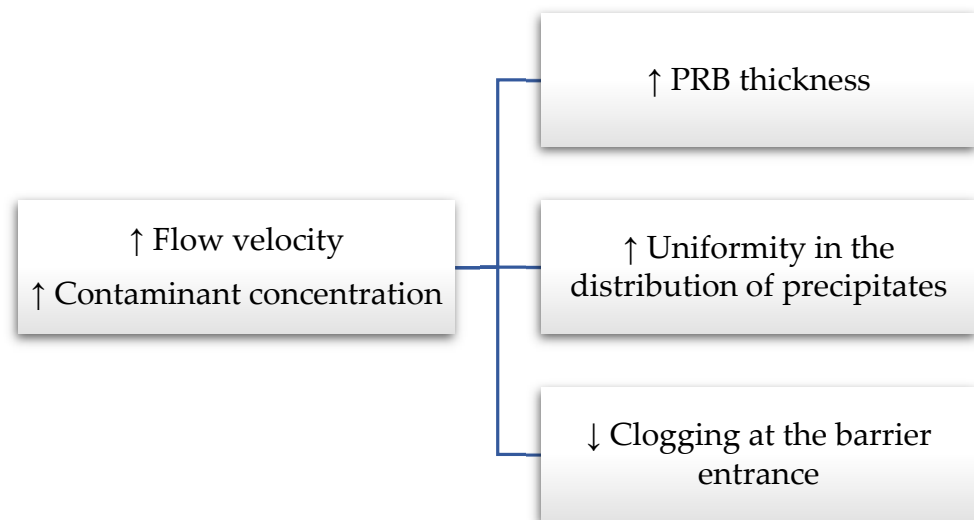 ↑ PRB thickness
↑ Flow velocity
↑ Contaminant concentration
↑ Uniformity in the
distribution of precipitates
↓ Clogging at the barrier
entrance